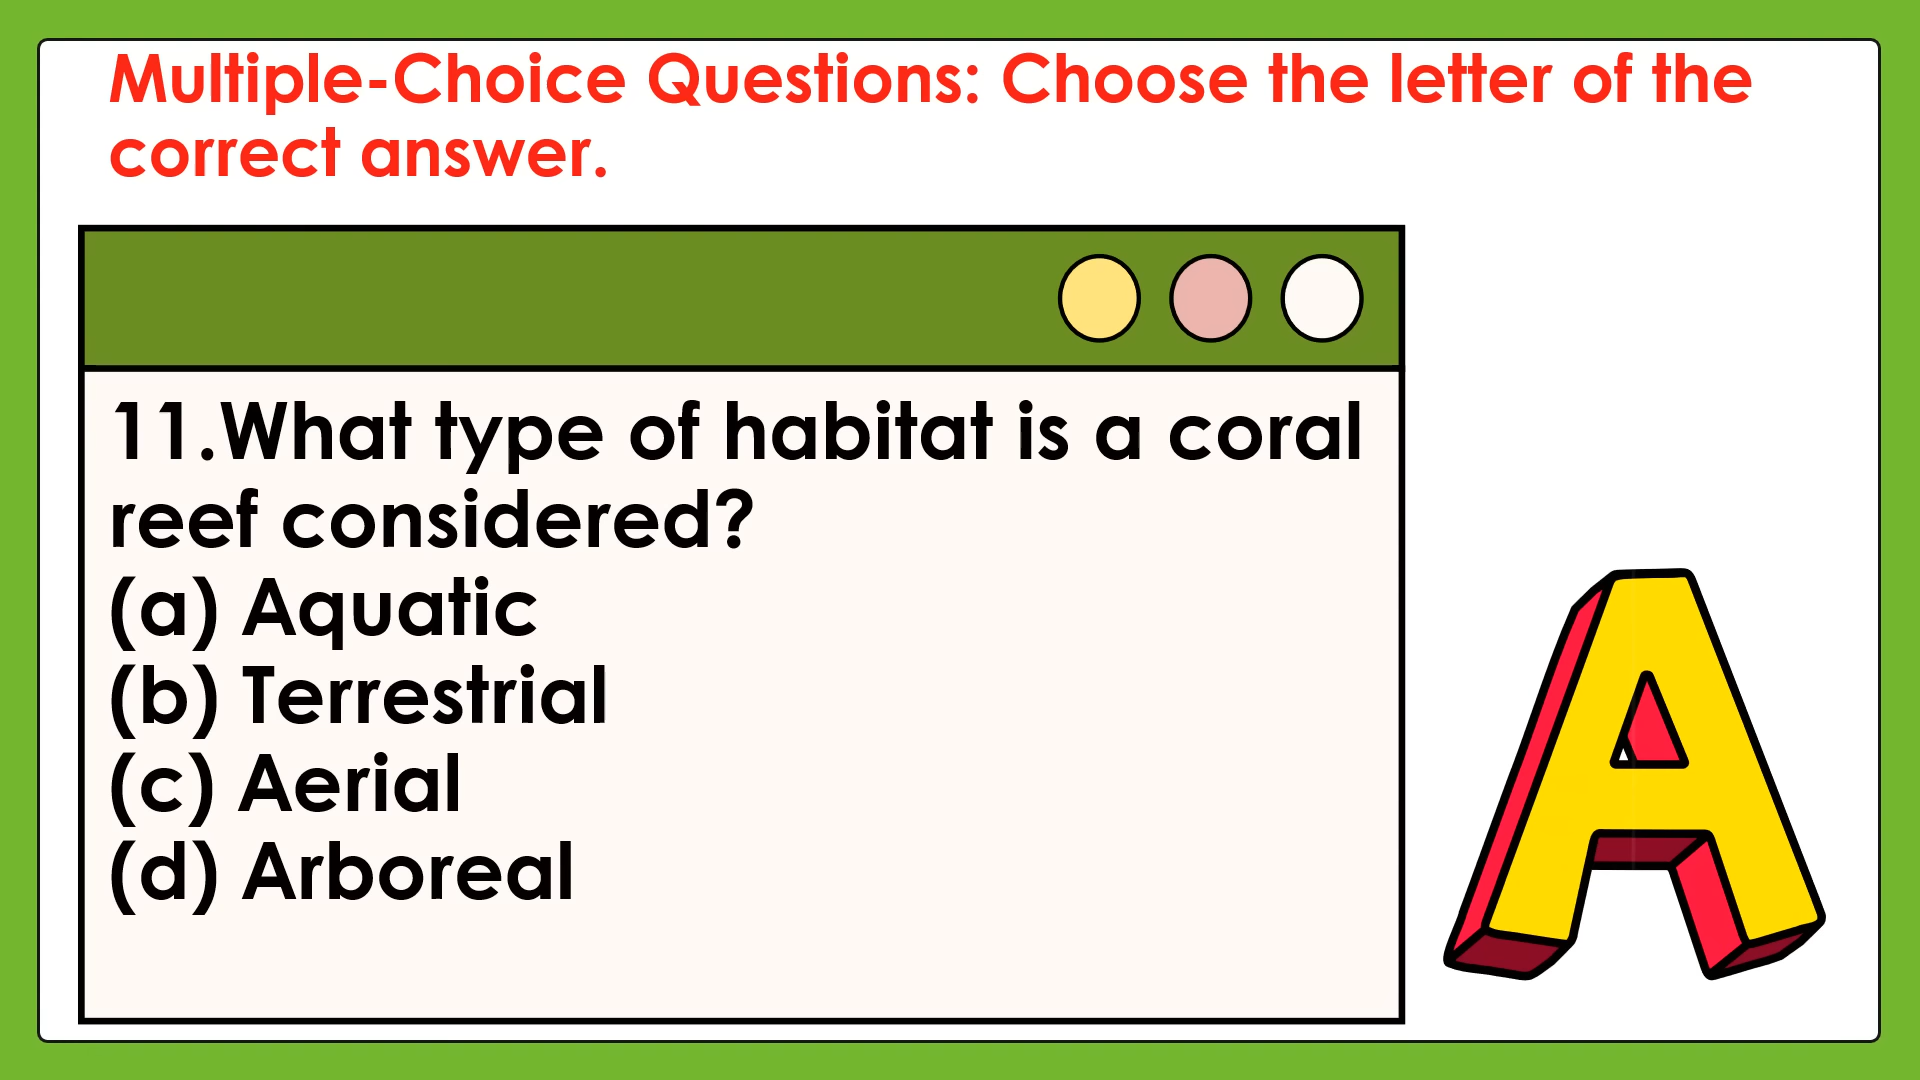 Multiple-Choice Questions: Choose the letter of the
correct answer.
11.What type of habitat is a coral
reef considered?
(a) Aquatic
(b) Terrestrial
(c) Aerial
(d) Arboreal
A